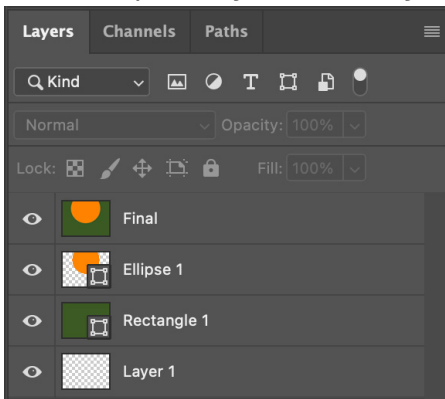 Layers Channels Paths
Kind T
Normal Opacity: 100%
Lock: Fill: 100%
Final
Ellipse 1
Rectangle 1
Layer 1